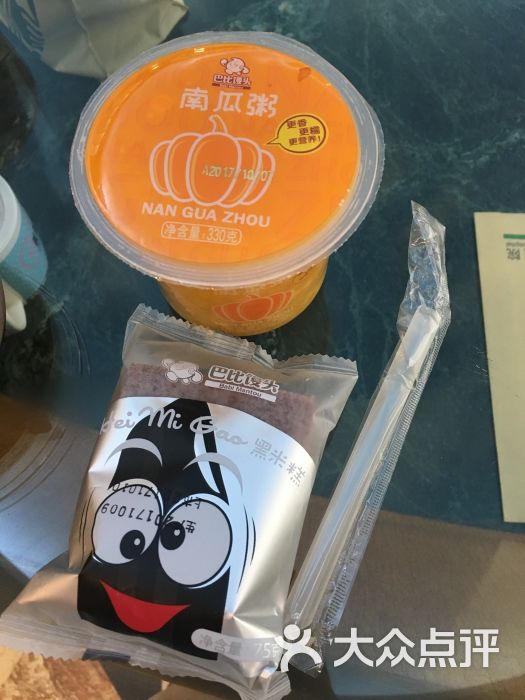 巴比馒头
Babi Mantou
南瓜粥
更香
更糯
更营养!
A2017/10/07
NAN GUA ZHOU
净含量:330克
巴比馒头
Babi Mantou
Hei Mi Gao 黑米糕
净含量:75克
大众点评